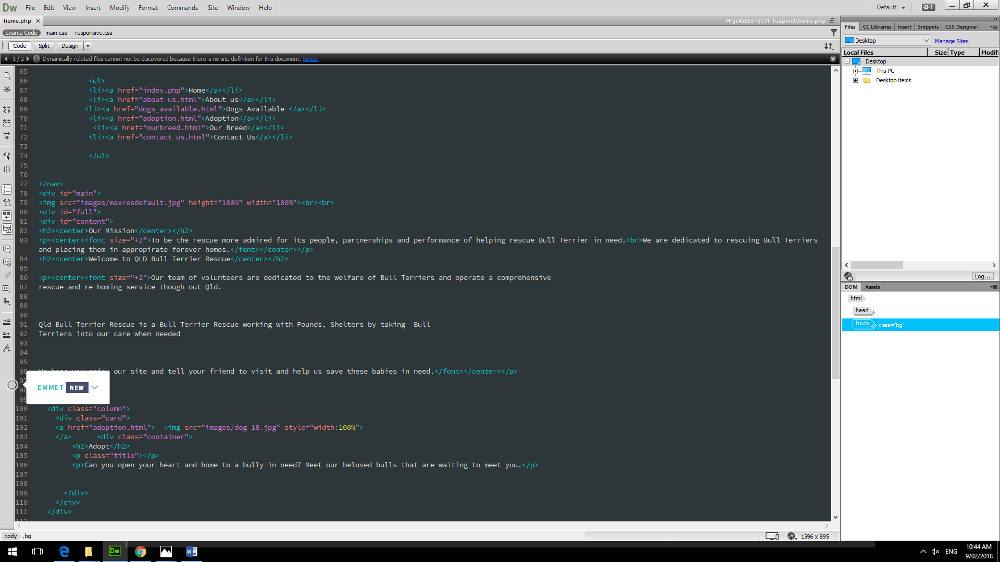 Dw File Edit View Insert Modify Format Commands Site Window Help
Default
home.php ×
H:\jc458537\ICT1 harpreet\home.php
Source Code main.css responsive.css
Code Split Design
1 / 2 Dynamically-related files cannot not be discovered because there is no site definition for this document. Setup
65
66 <ul>
67 <li><a href="index.php">Home</a></li>
68 <li><a href="about us.html">About us</a></li>
69 <li><a href="dogs_available.html">Dogs Available </a></li>
70 <li><a href="adoption.html">Adoption</a></li>
71 <li><a href="ourbreed.html">Our Breed</a></li>
72 <li><a href="contact us.html">Contact Us</a></li>
73
74 </ul>
75
76
77 </nav>
78 <div id="main">
79 <img src="images/maxresdefault.jpg" height="100%" width="100%"><br><br>
80 <div id="full">
81 <div id="content">
82 <h2><center>Our Mission</center></h2>
83 <p><center><font size="+2">To be the rescue more admired for its people, partnerships and performance of helping rescue Bull Terrier in need.<br>We are dedicated to rescuing Bull Terriers
and placing them in appropirate forever homes.</font></center></p>
84 <h2><center>Welcome to QLD Bull Terrier Rescue</center></h2>
85
86 <p><center><font size="+2">Our team of volunteers are dedicated to the welfare of Bull Terriers and operate a comprehensive
87 rescue and re-homing service though out Qld.
88
89
90
91 Qld Bull Terrier Rescue is a Bull Terrier Rescue working with Pounds, Shelters by taking  Bull
92 Terriers into our care when needed
93
94
95
96 We hope you enjoy our site and tell your friend to visit and help us save these babies in need.</font></center></p>
97
98
99
EMMET NEW
100 <div class="column">
101 <div class="card">
102 <a href="adoption.html">  <img src="images/dog 18.jpg" style="width:100%">
103 </a>      <div class="container">
104 <h2>Adopt</h2>
105 <p class="title"></p>
106 <p>Can you open your heart and home to a bully in need? Meet our beloved bulls that are waiting to meet you.</p>
107
108
109 </div>
110 </div>
111 </div>
112
body .bg
1596 x 895
Files CC Libraries Insert Snippets CSS Designer
Desktop Manage Sites
Local Files Size Type Modifi
Desktop
This PC
Desktop items
Log...
DOM Assets
html
head
body class="bg"
Dw
ENG
10:44 AM
9/02/2018